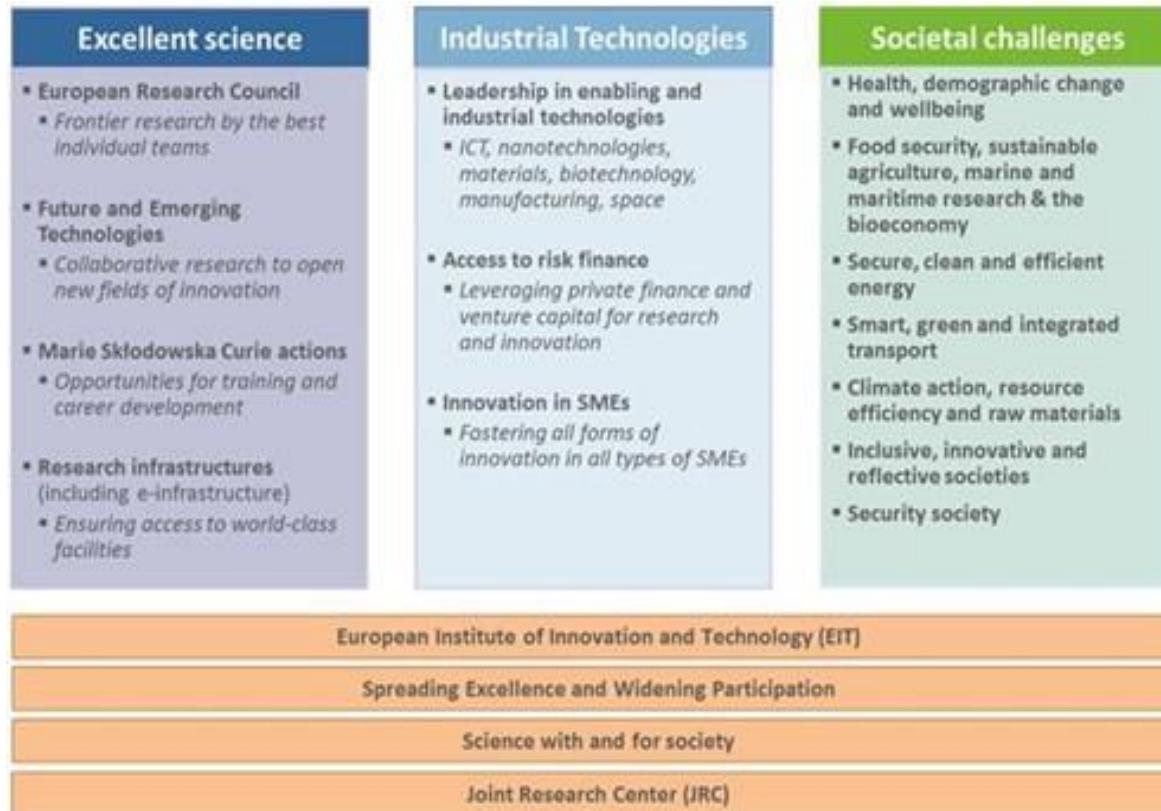 Excellent science
▪ European Research Council
▪ Frontier research by the best
individual teams
▪ Future and Emerging
Technologies
▪ Collaborative research to open
new fields of innovation
▪ Marie Skłodowska Curie actions
▪ Opportunities for training and
career development
▪ Research infrastructures
(including e-infrastructure)
▪ Ensuring access to world-class
facilities
Industrial Technologies
▪ Leadership in enabling and
industrial technologies
▪ ICT, nanotechnologies,
materials, biotechnology,
manufacturing, space
▪ Access to risk finance
▪ Leveraging private finance and
venture capital for research
and innovation
▪ Innovation in SMEs
▪ Fostering all forms of
innovation in all types of SMEs
Societal challenges
▪ Health, demographic change
and wellbeing
▪ Food security, sustainable
agriculture, marine and
maritime research & the
bioeconomy
▪ Secure, clean and efficient
energy
▪ Smart, green and integrated
transport
▪ Climate action, resource
efficiency and raw materials
▪ Inclusive, innovative and
reflective societies
▪ Security society
European Institute of Innovation and Technology (EIT)
Spreading Excellence and Widening Participation
Science with and for society
Joint Research Center (JRC)